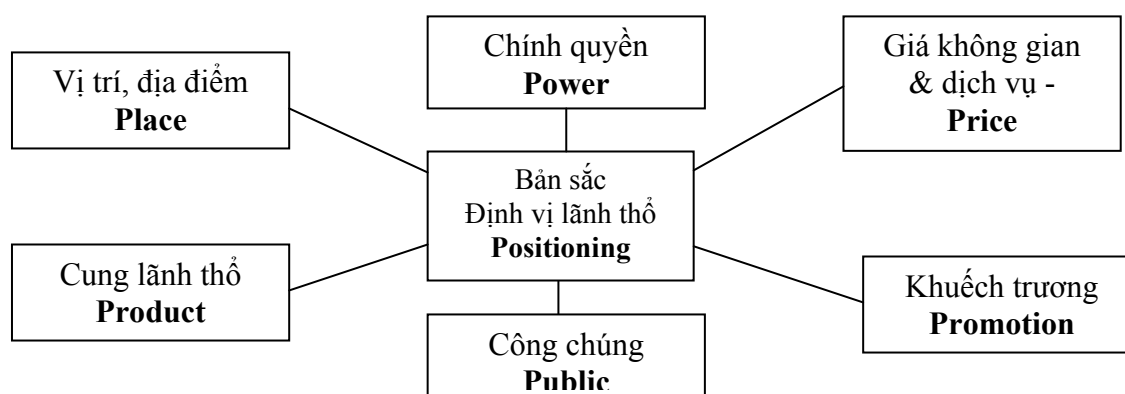 Chính quyền
Power
Giá không gian
& dịch vụ -
Price
Vị trí, địa điểm
Place
Bản sắc
Định vị lãnh thổ
Positioning
Cung lãnh thổ
Product
Khuếch trương
Promotion
Công chúng
Public